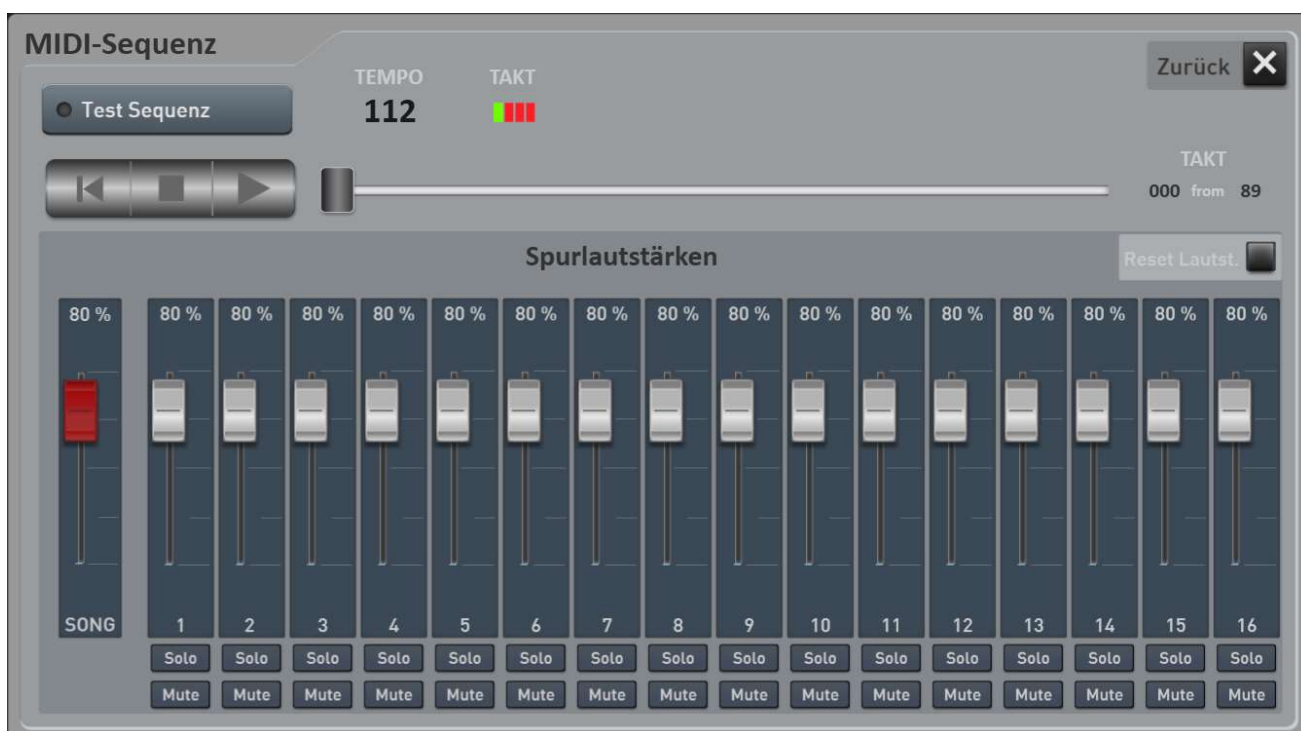 MIDI-Sequenz
Zurück
TEMPO TAKT
Test Sequenz 112
TAKT
000 from 89
Spurlautstärken
Reset Lautst.
80 % 80 % 80 % 80 % 80 % 80 % 80 % 80 % 80 % 80 % 80 % 80 % 80 % 80 % 80 % 80 % 80 %
SONG 1 2 3 4 5 6 7 8 9 10 11 12 13 14 15 16
Solo Solo Solo Solo Solo Solo Solo Solo Solo Solo Solo Solo Solo Solo Solo Solo
Mute Mute Mute Mute Mute Mute Mute Mute Mute Mute Mute Mute Mute Mute Mute Mute